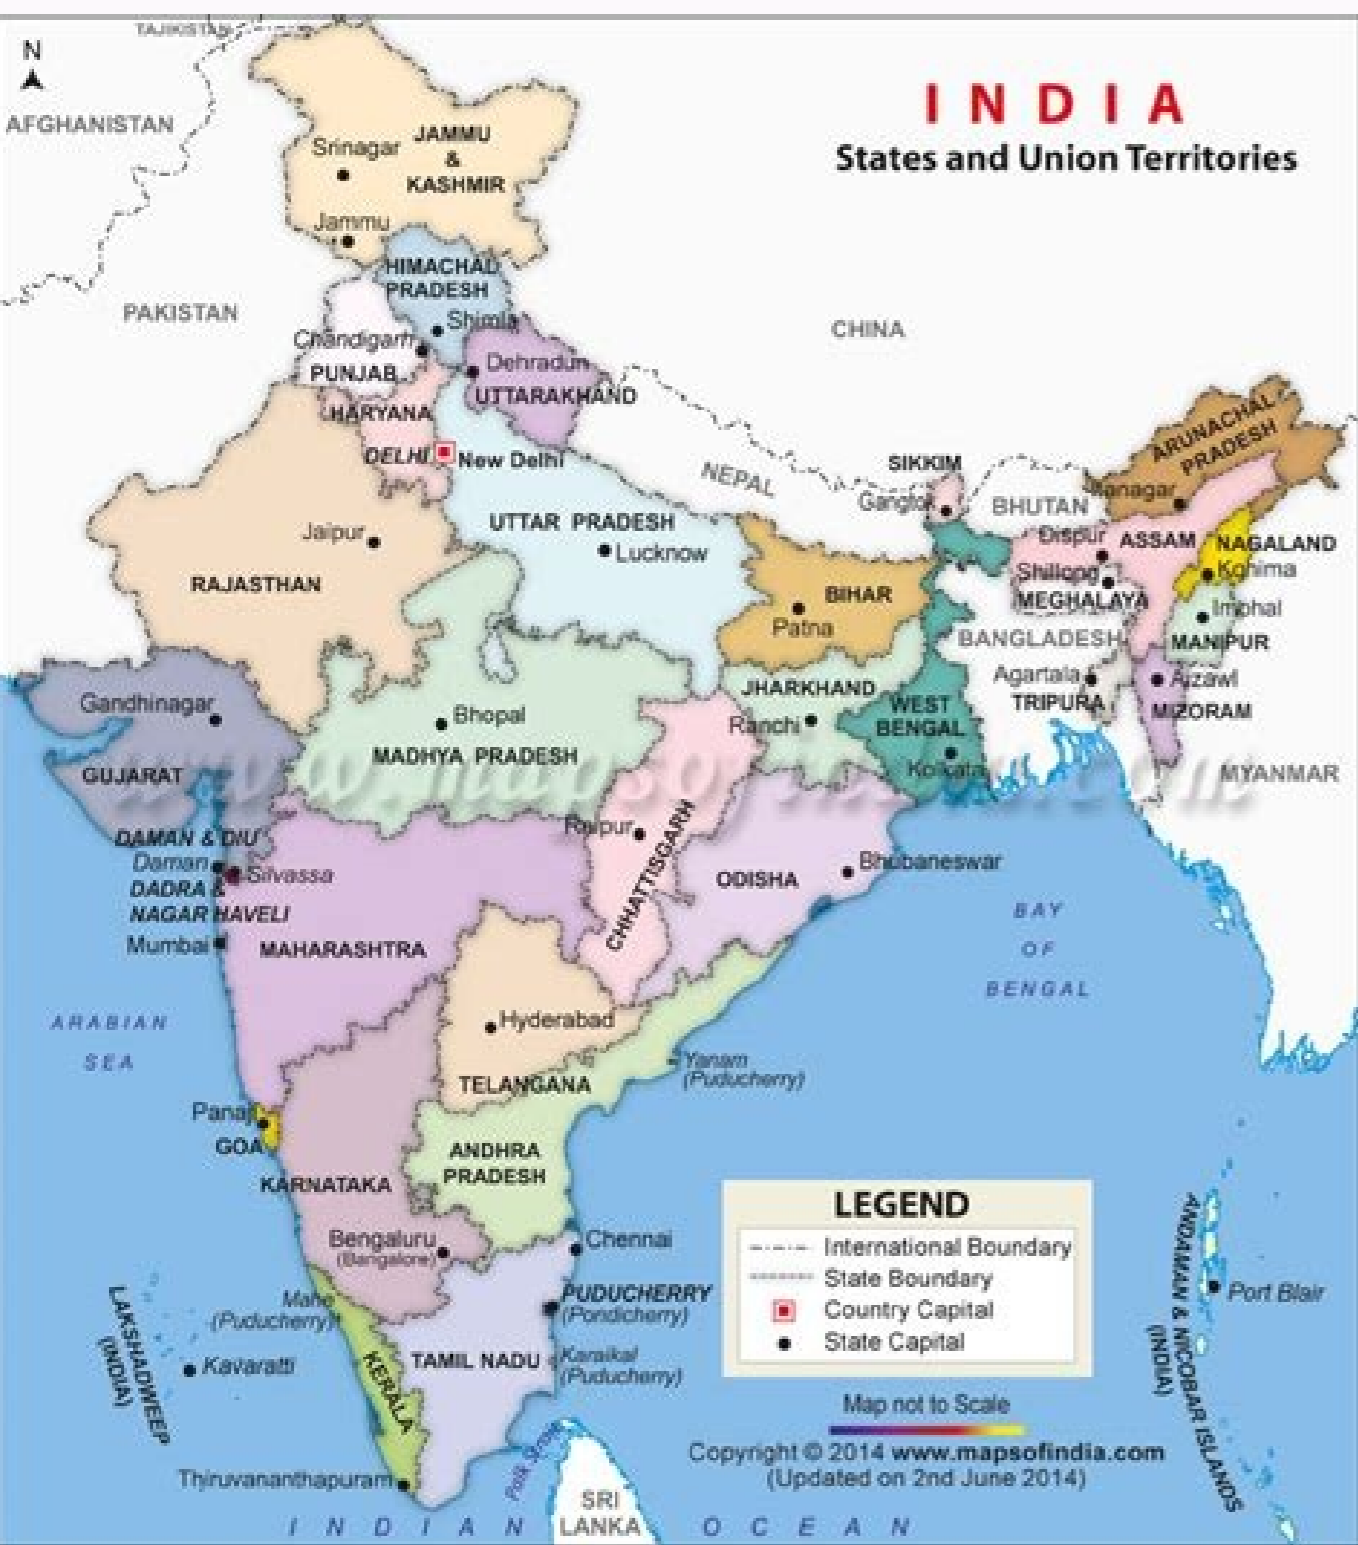 TAJIKISTAN
N
AFGHANISTAN
INDIA
States and Union Territories
Srinagar
JAMMU
&
KASHMIR
Jammu
HIMACHAL
PRADESH
PAKISTAN
Shimla
CHINA
Chandigarh
PUNJAB
Dehradun
UTTARAKHAND
HARYANA
DELHI
New Delhi
NEPAL
SIKKIM
Gangtok
BHUTAN
ARUNACHAL
PRADESH
Itanagar
Jaipur
UTTAR PRADESH
Lucknow
Dispur
ASSAM
NAGALAND
RAJASTHAN
BIHAR
Patna
Shillong
MEGHALAYA
Kohima
Imphal
BANGLADESH
MANIPUR
Agartala
TRIPURA
Aizawl
MIZORAM
Gandhinagar
GUJARAT
Bhopal
MADHYA PRADESH
JHARKHAND
Ranchi
WEST
BENGAL
Kolkata
MYANMAR
www.mapsofindia.com
DAMAN & DIU
Daman
Silvassa
DADRA &
NAGAR HAVELI
Mumbai
MAHARASHTRA
Raipur
CHHATTISGARH
ODISHA
Bhubaneswar
BAY
OF
BENGAL
ARABIAN
SEA
Hyderabad
TELANGANA
Yanam
(Puducherry)
Panaji
GOA
ANDHRA
PRADESH
KARNATAKA
Bengaluru
(Bangalore)
Chennai
LEGEND
International Boundary
State Boundary
Country Capital
State Capital
Mahe
(Puducherry)
PUDUCHERRY
(Pondicherry)
LAKSHADWEEP
(INDIA)
Kavaratti
KERALA
TAMIL NADU
Karaikal
(Puducherry)
ANDAMAN & NICOBAR ISLANDS
(INDIA)
Port Blair
Map not to Scale
Copyright © 2014 www.mapsofindia.com
(Updated on 2nd June 2014)
Thiruvananthapuram
Palk Strait
SRI
LANKA
INDIAN OCEAN